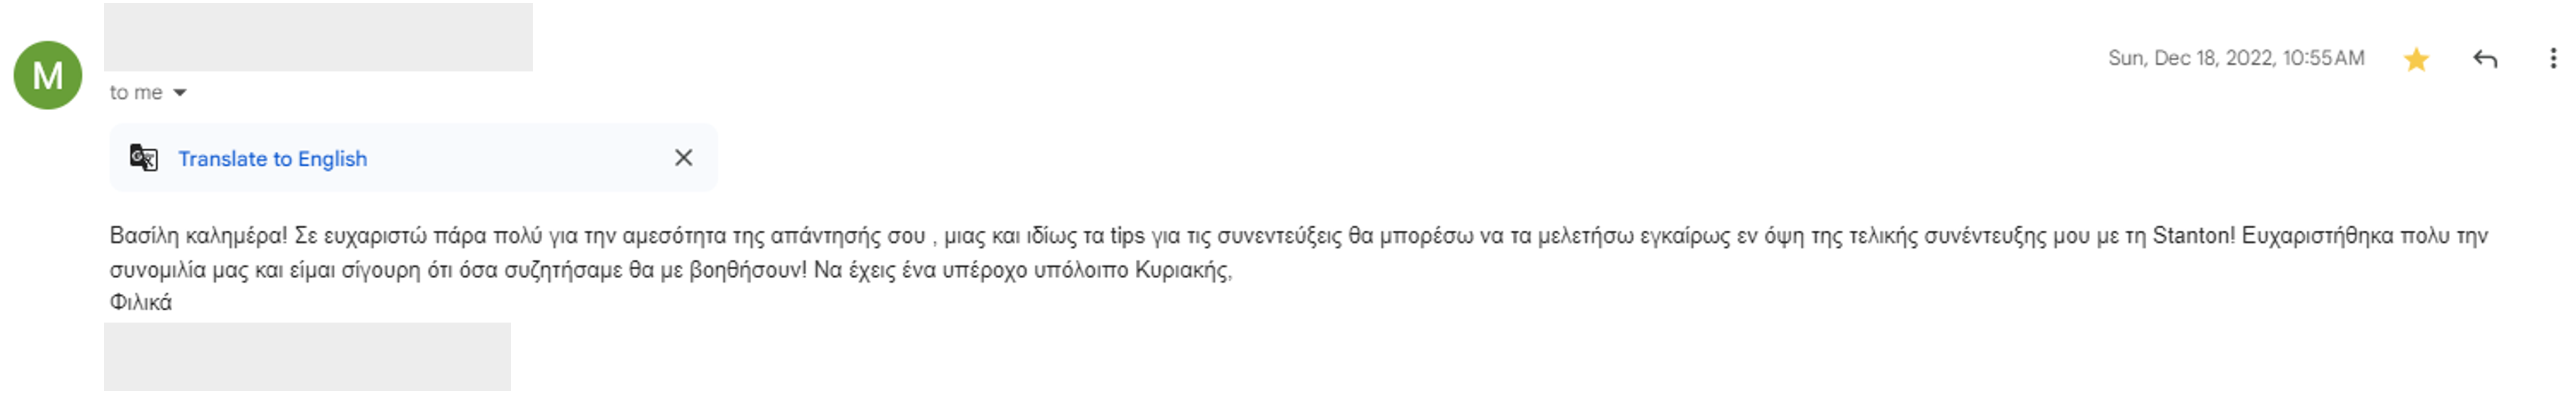 Sun, Dec 18, 2022, 10:55 AM
M
to me
Translate to English
Βασίλη καλημέρα! Σε ευχαριστώ πάρα πολύ για την αμεσότητα της απάντησής σου , μιας και ιδίως τα tips για τις συνεντεύξεις θα μπορέσω να τα μελετήσω εγκαίρως εν όψη της τελικής συνέντευξης μου με τη Stanton! Ευχαριστήθηκα πολυ την
συνομιλία μας και είμαι σίγουρη ότι όσα συζητήσαμε θα με βοηθήσουν! Να έχεις ένα υπέροχο υπόλοιπο Κυριακής,
Φιλικά